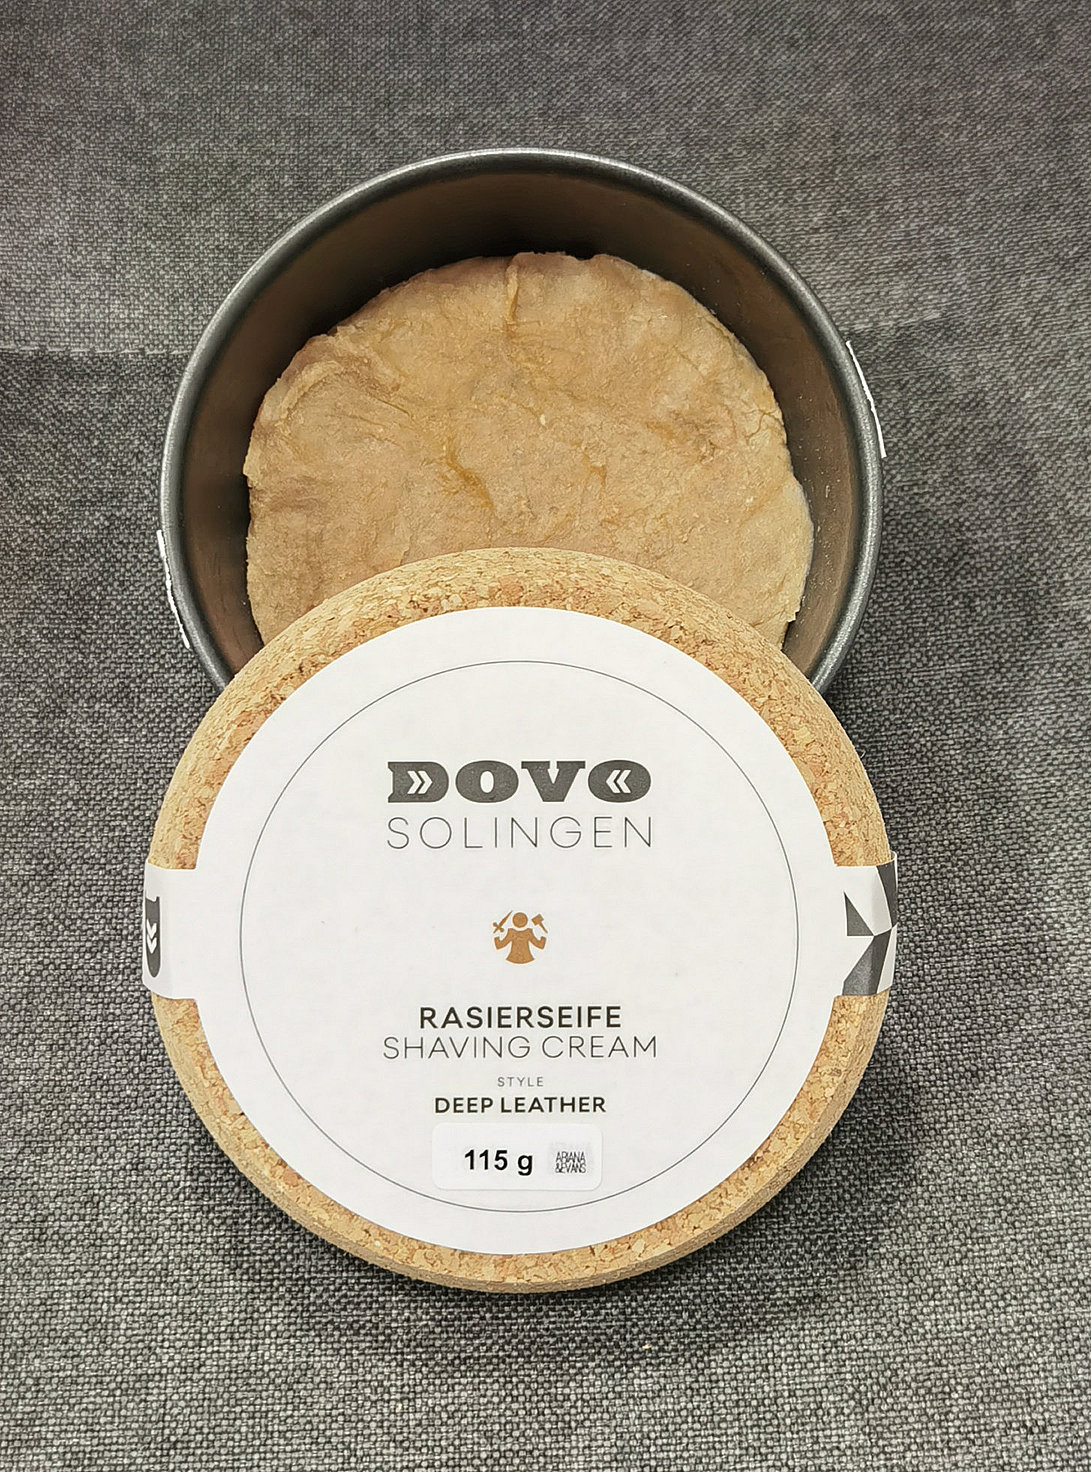 DOVO
SOLINGEN
RASIERSEIFE
SHAVING CREAM
STYLE
DEEP LEATHER
115 g
ARIANA
&EVANS